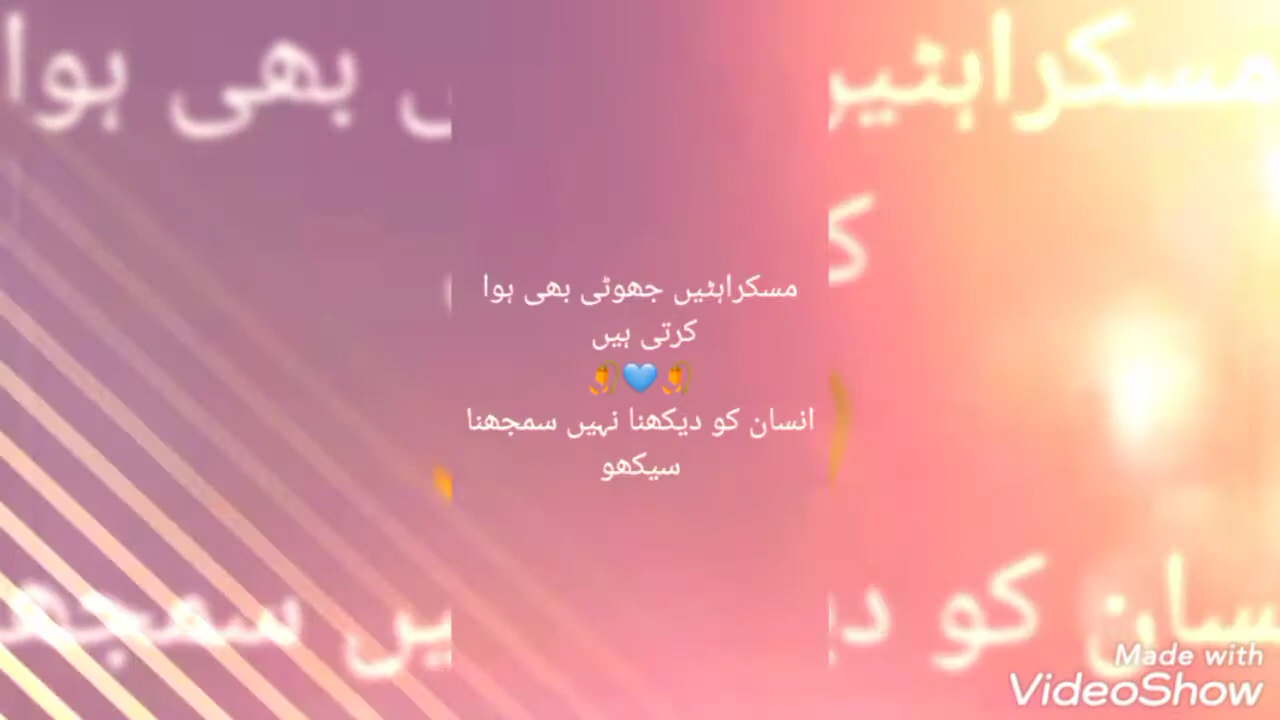 مسکراہٹیں جھوٹی بھی ہوا
کرتی ہیں
🍂💙🍂
انسان کو دیکھنا نہیں سمجھنا
سیکھو
Made with
VideoShow